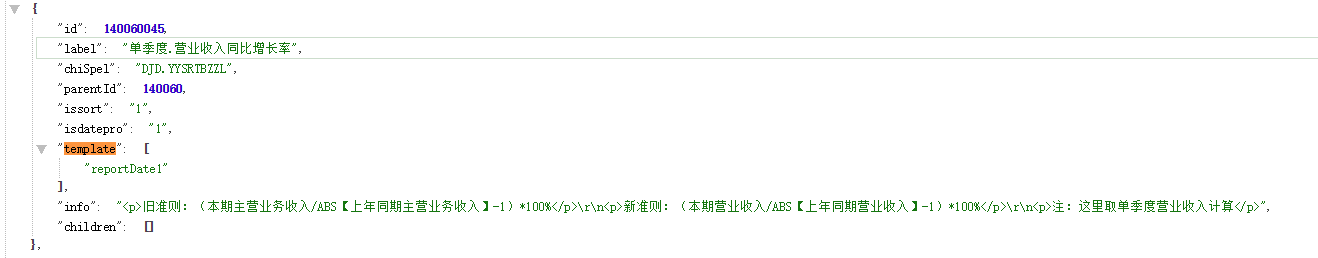 {
"id": 140060045,
"label": "单季度.营业收入同比增长率",
"chiSpel": "DJD.YYSRTBZZL",
"parentId": 140060,
"issort": "1",
"isdatepro": "1",
"template": [
"reportDate1"
],
"info": "<p>旧准则：（本期主营业务收入/ABS【上年同期主营业务收入】-1）*100%</p>\r\n<p>新准则：（本期营业收入/ABS【上年同期营业收入】-1）*100%</p>\r\n<p>注：这里取单季度营业收入计算</p>",
"children": []
},